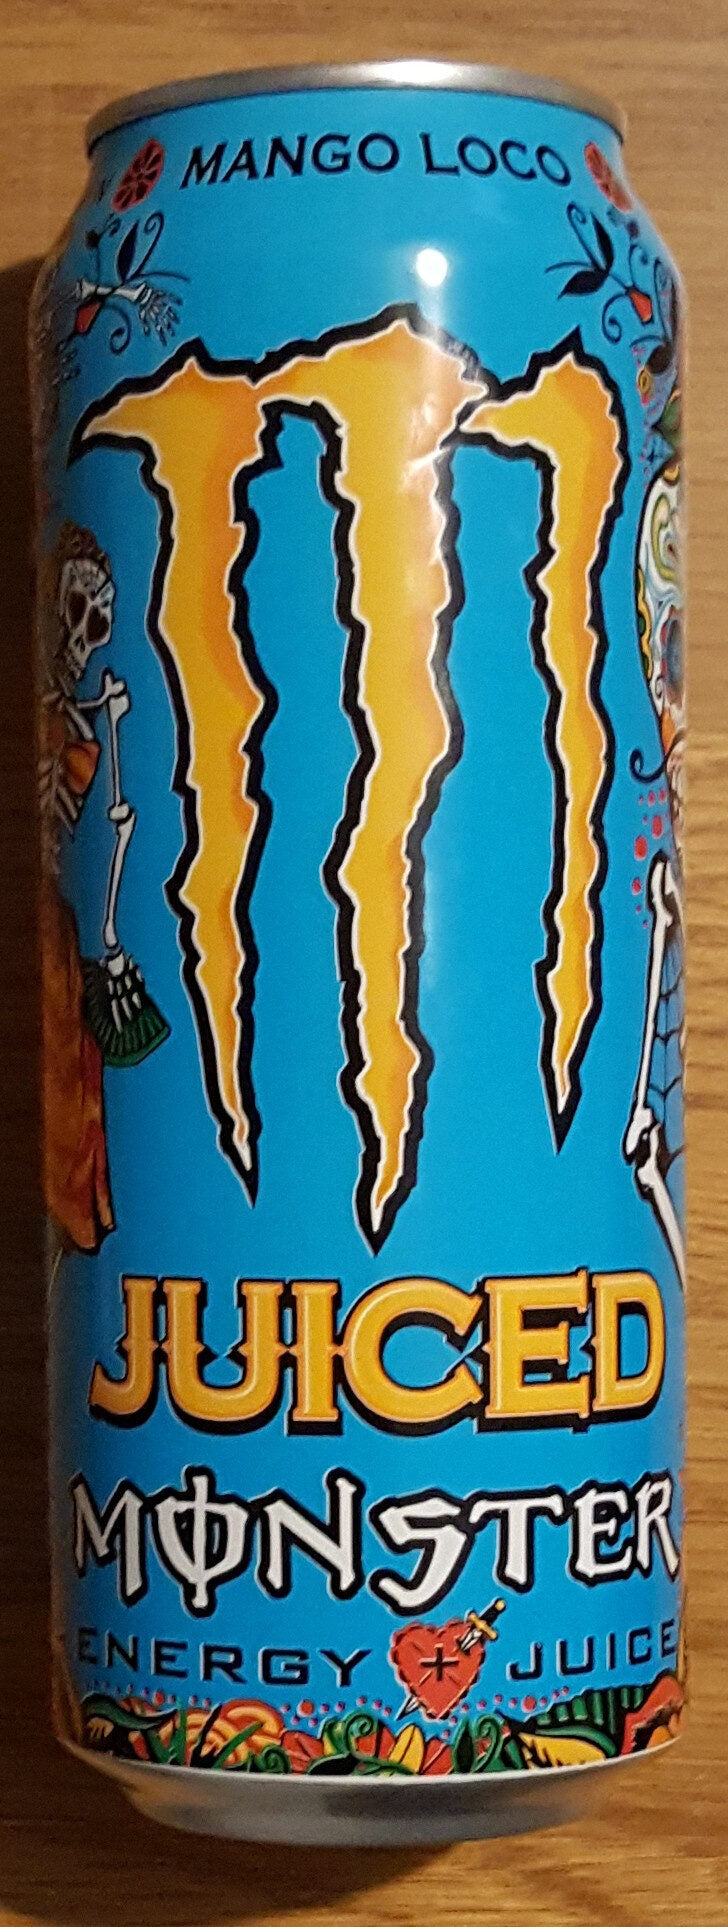 MANGO LOCO
JUICED
MONSTER
ENERGY + JUICE